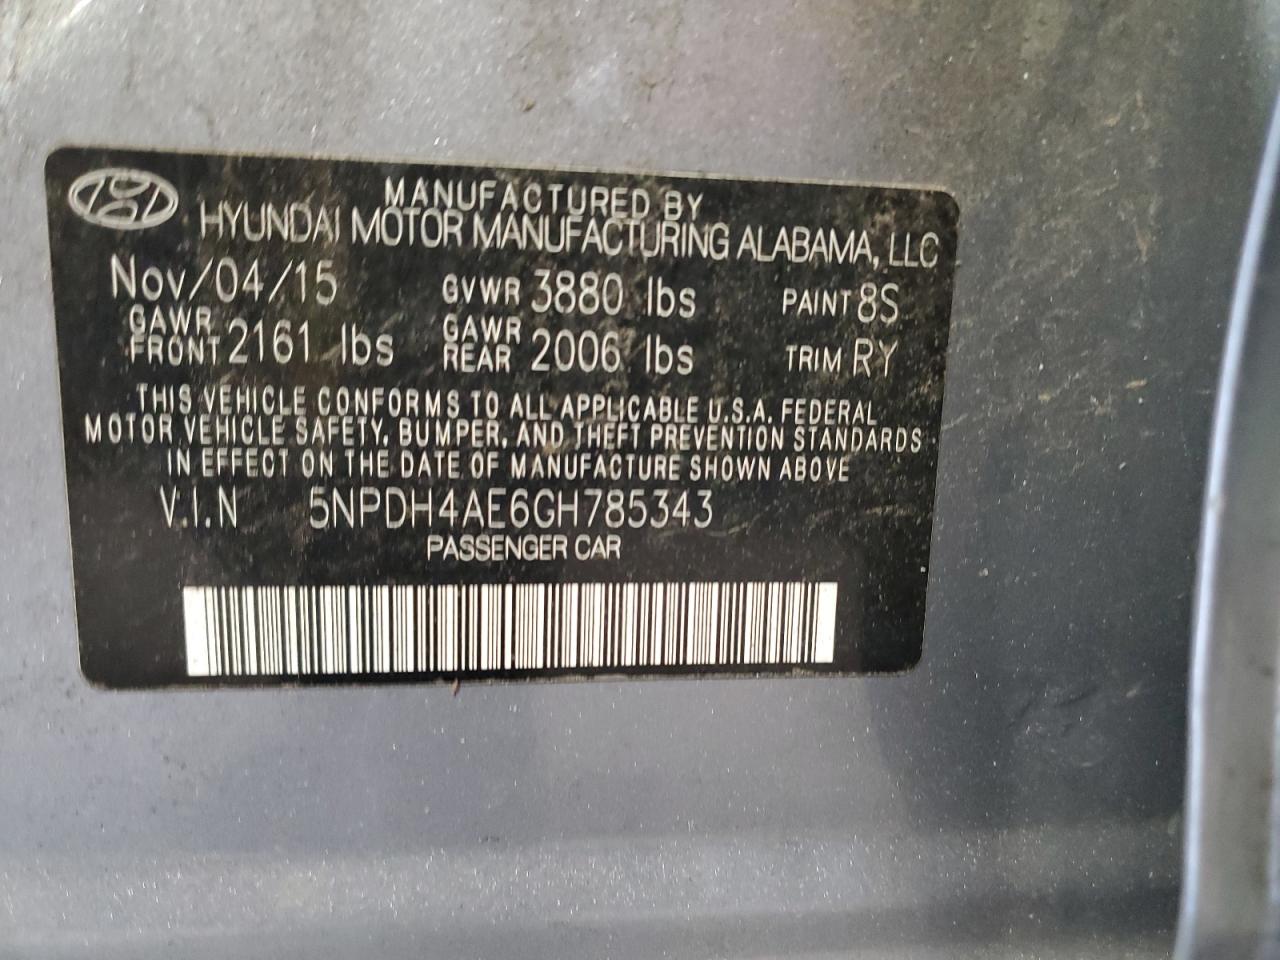 MANUFACTURED BY
HYUNDAI MOTOR MANUFACTURING ALABAMA, LLC
Nov/04/15 GVWR 3880 lbs PAINT 8S
GAWR FRONT 2161 lbs GAWR REAR 2006 lbs TRIM RY
THIS VEHICLE CONFORMS TO ALL APPLICABLE U.S.A. FEDERAL
MOTOR VEHICLE SAFETY, BUMPER, AND THEFT PREVENTION STANDARDS
IN EFFECT ON THE DATE OF MANUFACTURE SHOWN ABOVE
V.I.N 5NPDH4AE6GH785343
PASSENGER CAR